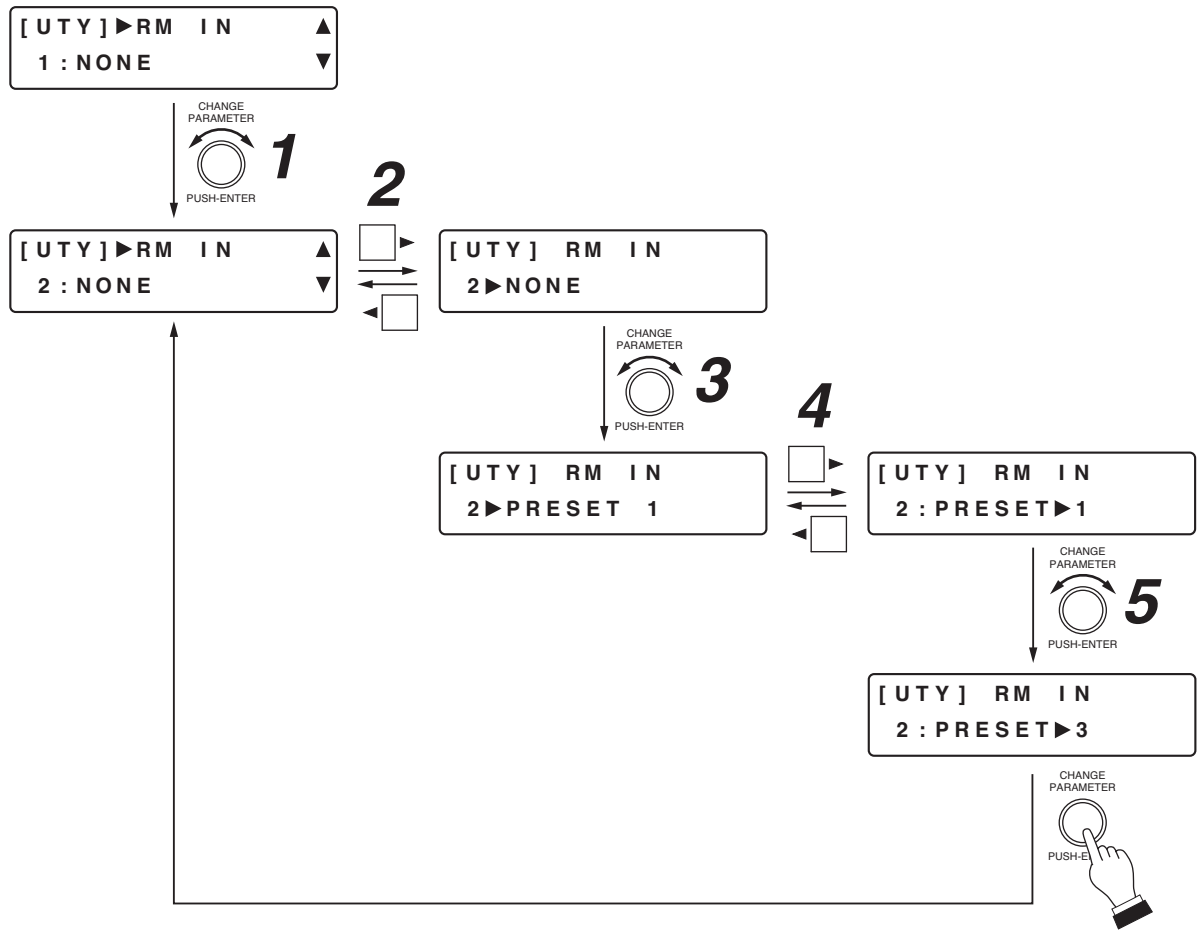 [UTY]▶RM IN ▲
1:NONE ▼
CHANGE
PARAMETER
1
PUSH-ENTER
2
[UTY]▶RM IN ▲
2:NONE ▼
▶
◀
[UTY] RM IN
2▶NONE
CHANGE
PARAMETER
3
PUSH-ENTER
4
[UTY] RM IN
2▶PRESET 1
▶
◀
[UTY] RM IN
2:PRESET▶1
CHANGE
PARAMETER
5
PUSH-ENTER
[UTY] RM IN
2:PRESET▶3
CHANGE
PARAMETER
PUSH-E